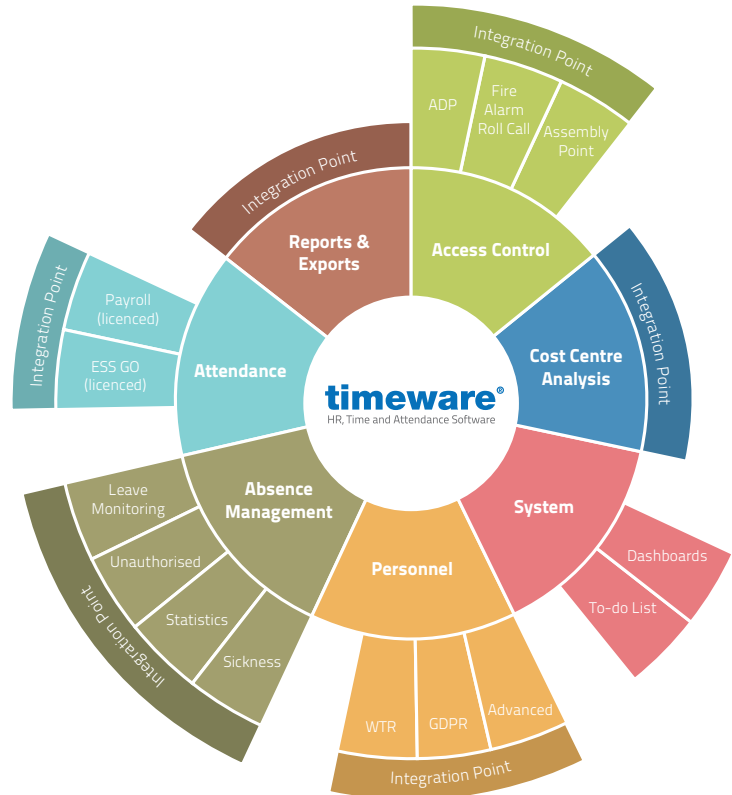 Integration Point
ADP
Fire
Alarm
Roll Call
Assembly
Point
Access Control
Integration Point
Reports &
Exports
Integration Point
Cost Centre
Analysis
Integration Point
Payroll
(licenced)
ESS GO
(licenced)
Attendance
timeware®
HR, Time and Attendance Software
System
Dashboards
To-do List
Absence
Management
Leave
Monitoring
Unauthorised
Statistics
Sickness
Integration Point
Personnel
WTR
GDPR
Advanced
Integration Point